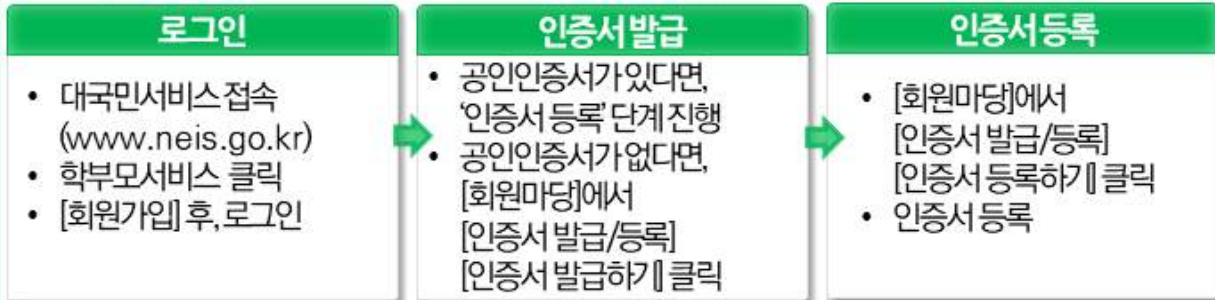 로그인
• 대국민서비스 접속
(www.neis.go.kr)
• 학부모서비스 클릭
• [회원가입] 후, 로그인
인증서 발급
• 공인인증서가 있다면,
‘인증서 등록’ 단계 진행
• 공인인증서가 없다면,
[회원마당]에서
[인증서 발급/등록]
[인증서 발급하기] 클릭
인증서 등록
• [회원마당]에서
[인증서 발급/등록]
[인증서 등록하기] 클릭
• 인증서 등록